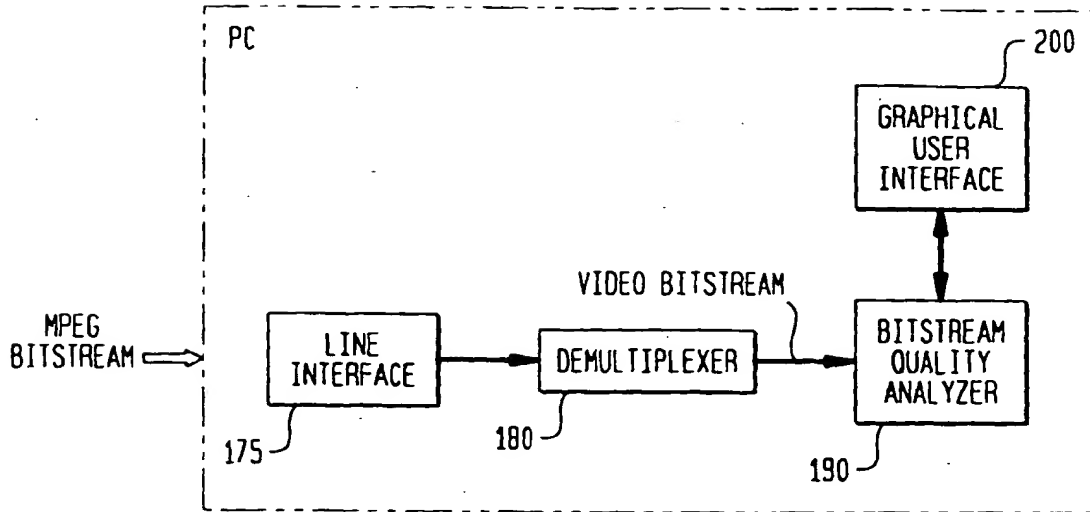 PC
200
GRAPHICAL
USER
INTERFACE
VIDEO BITSTREAM
MPEG
BITSTREAM
LINE
INTERFACE
DEMULTIPLEXER
BITSTREAM
QUALITY
ANALYZER
175
180
190